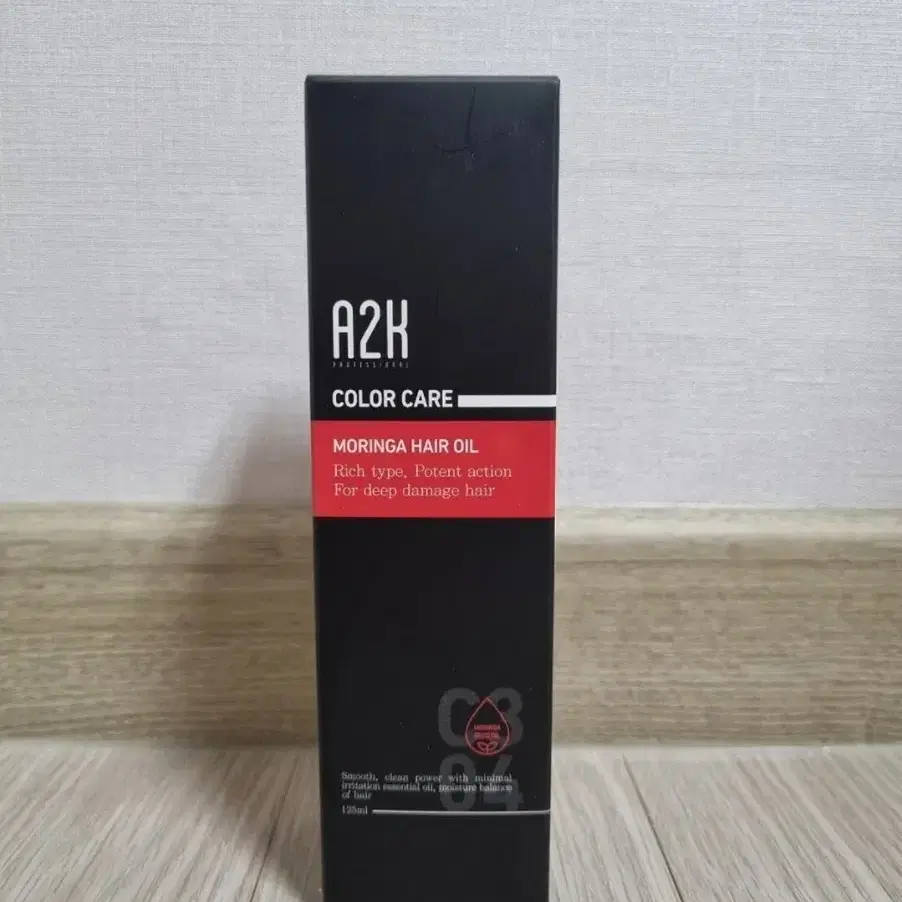 A2K
PROFESSIONAL
COLOR CARE
MORINGA HAIR OIL
Rich type, Potent action
For deep damage hair
C3
04
MORINGA
Smooth, clean power with minimal
irritation essential oil, moisture balance
of hair
125ml